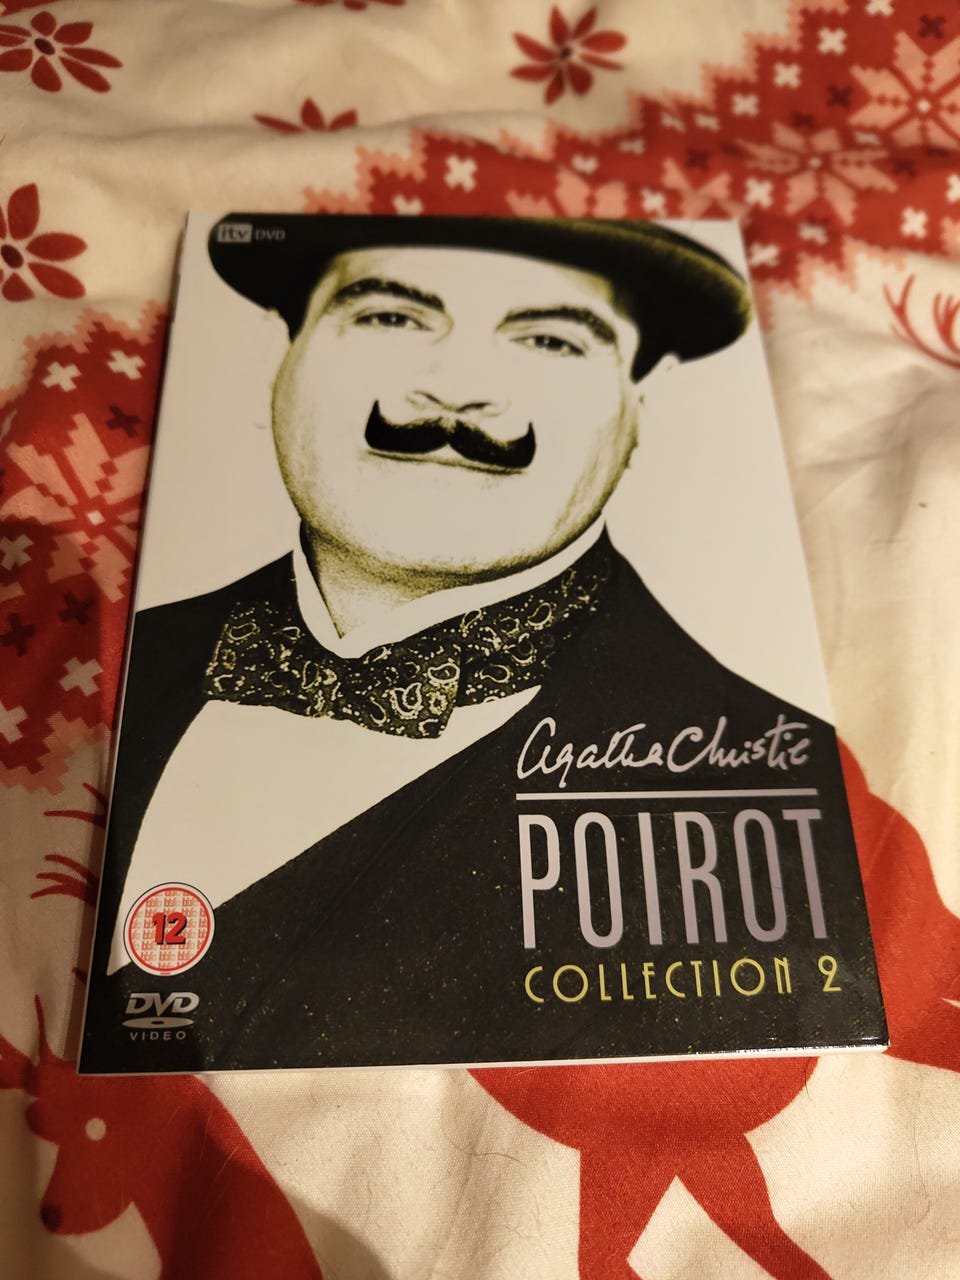 itv DVD
Agatha Christie
POIROT
COLLECTION 2
12
DVD
VIDEO